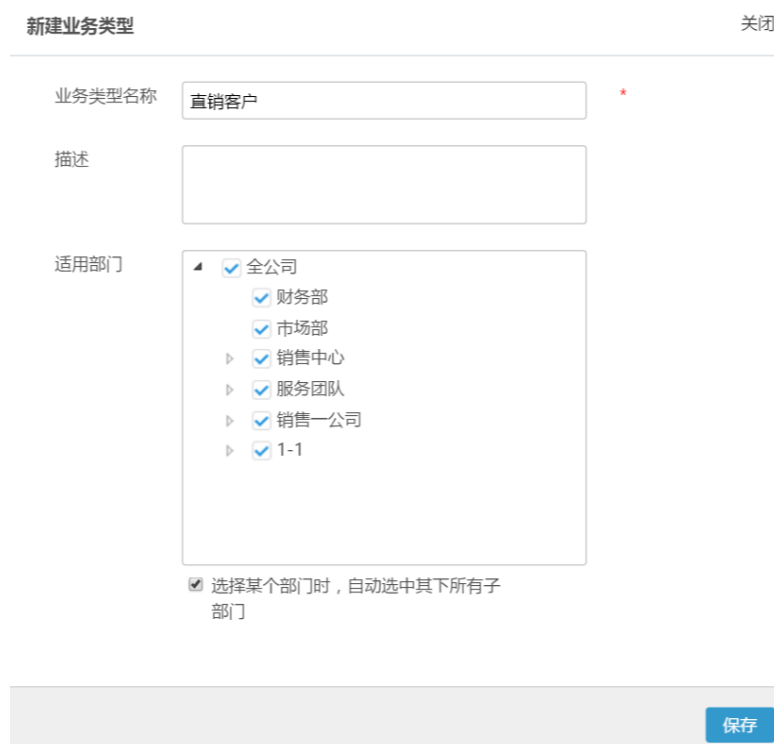 新建业务类型
关闭
业务类型名称
直销客户
*
描述
适用部门
全公司
财务部
市场部
销售中心
服务团队
销售一公司
1-1
选择某个部门时，自动选中其下所有子
部门
保存